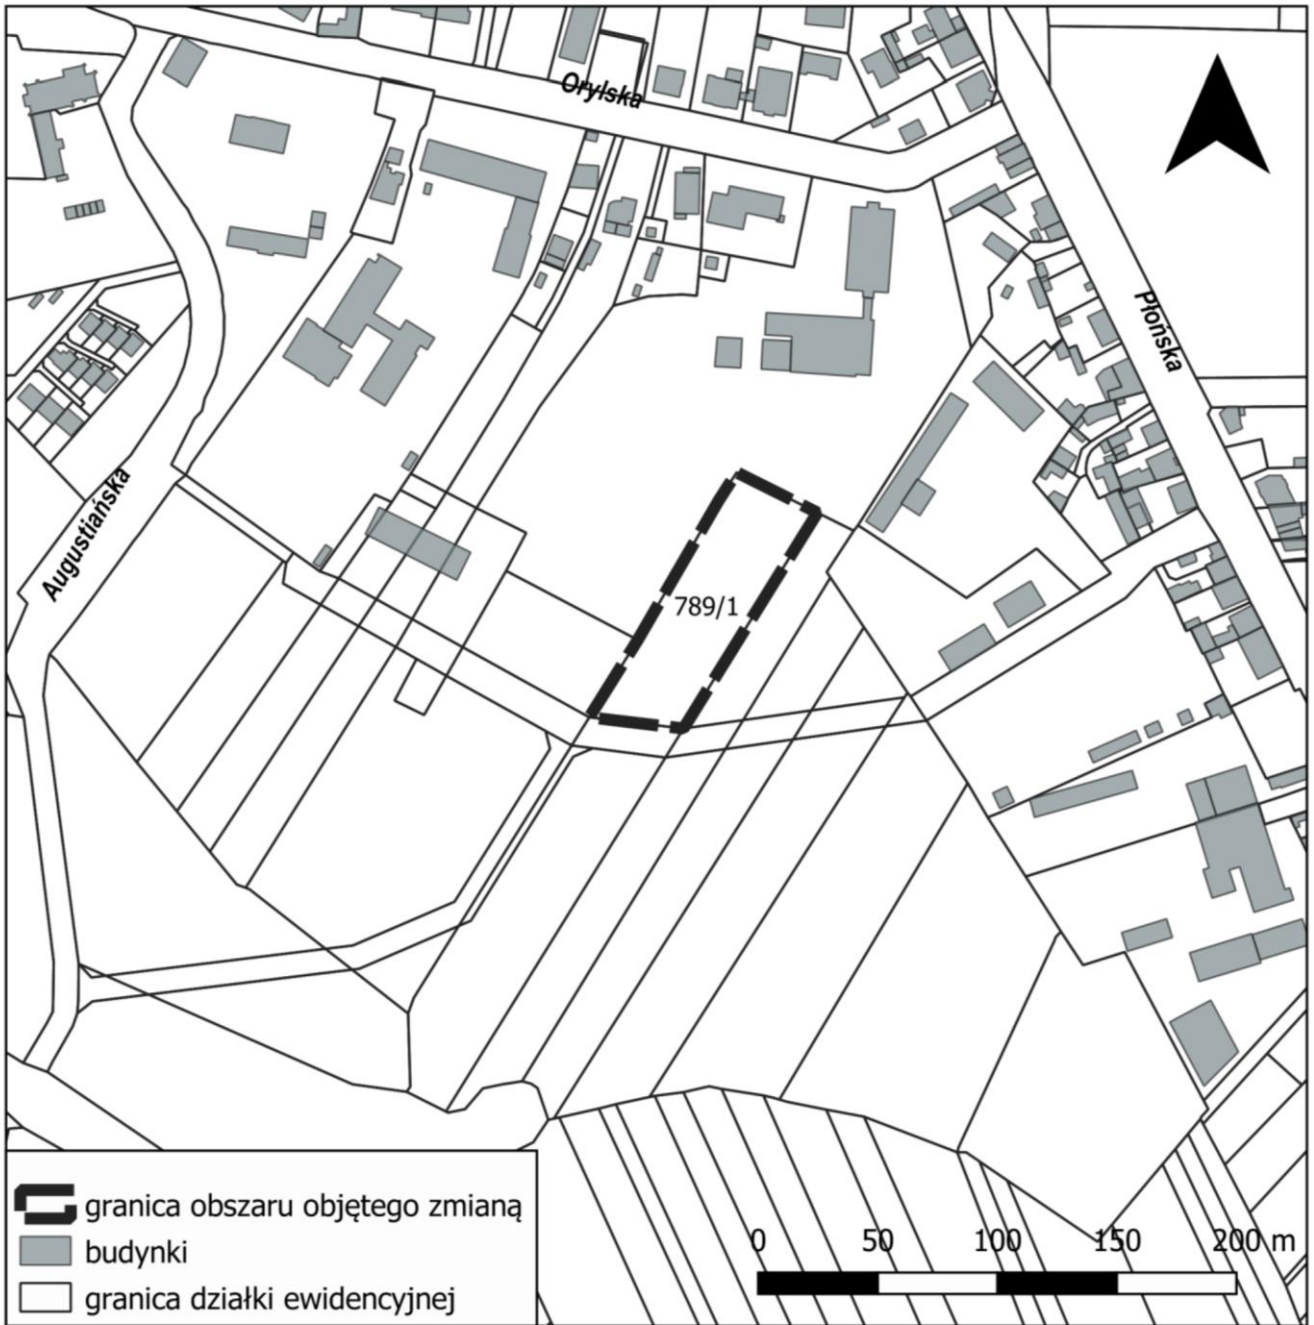 Orylska
Płońska
Augustiańska
789/1
granica obszaru objętego zmianą
budynki
granica działki ewidencyjnej
0 50 100 150 200 m